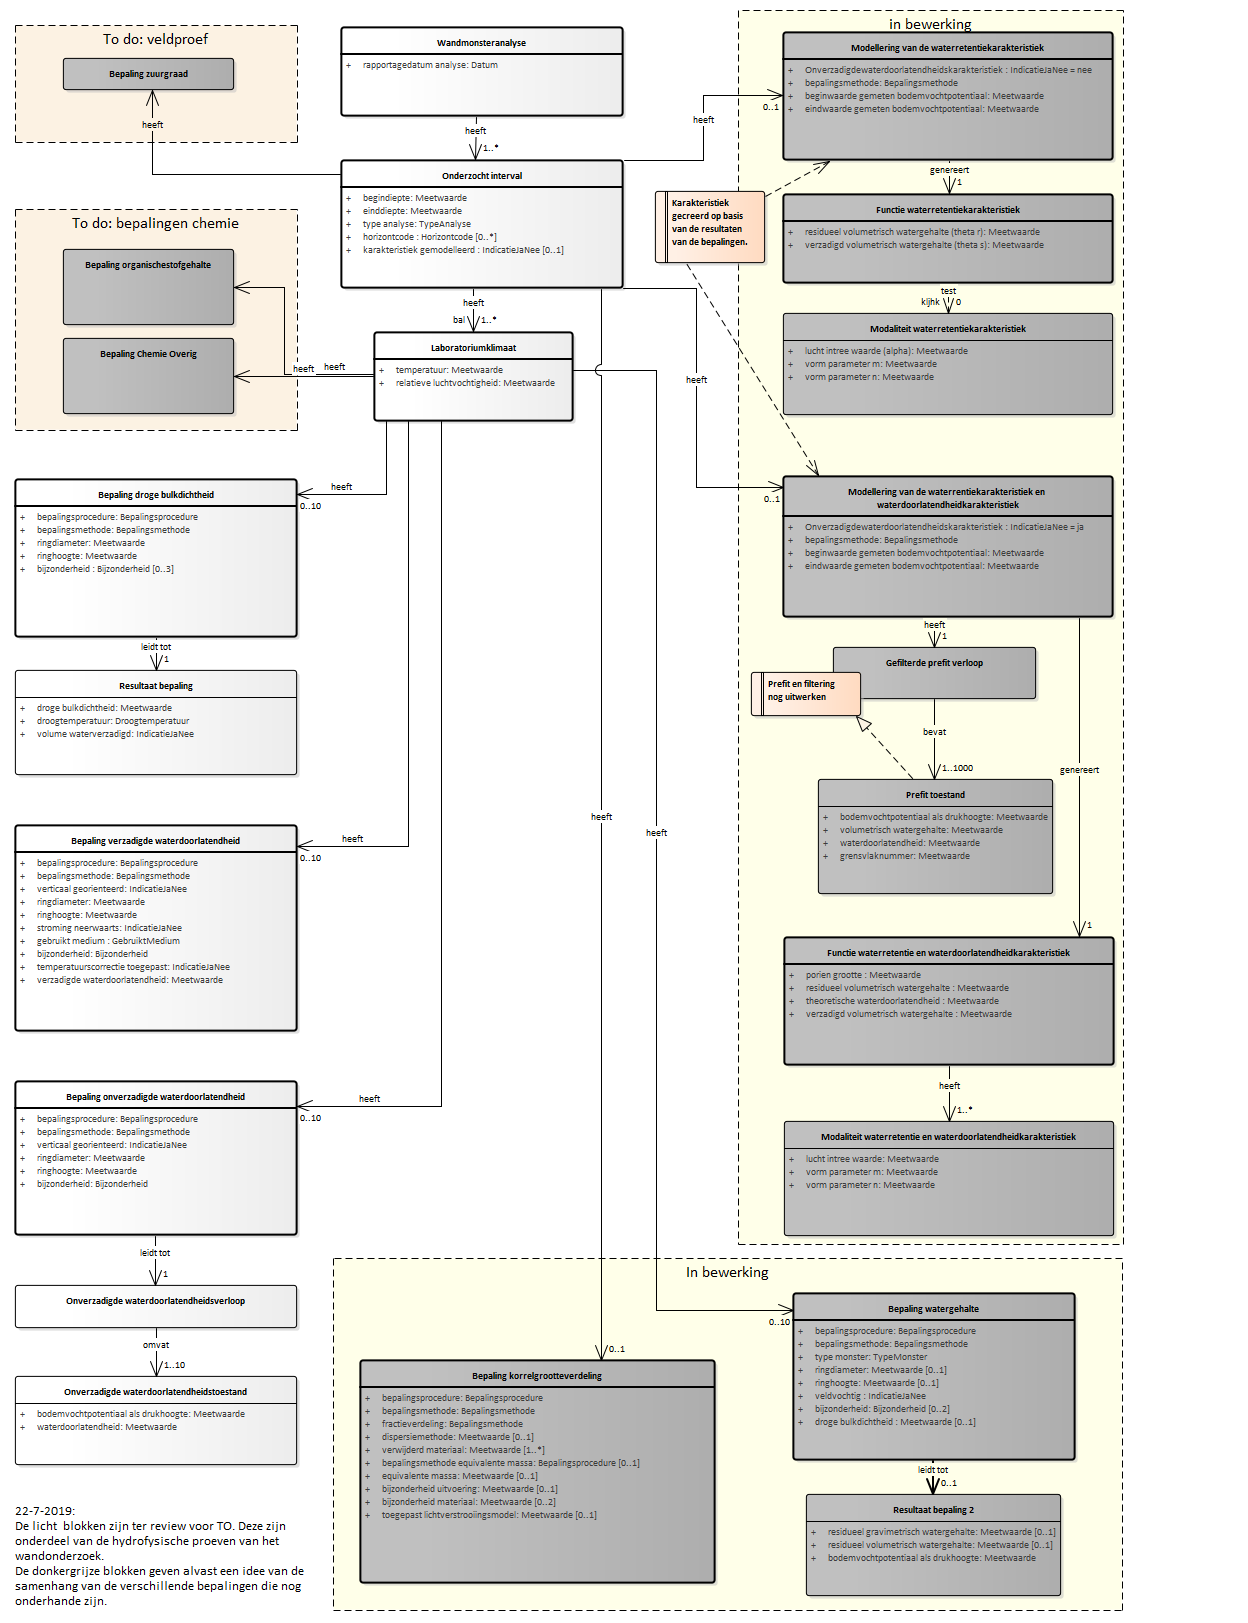 To do: veldproef
Bepaling zuurgraad
heeft
Wandmonsteranalyse
+ rapportagedatum analyse: Datum
heeft
1..*
Onderzocht interval
+ begindiepte: Meetwaarde
+ einddiepte: Meetwaarde
+ type analyse: TypeAnalyse
+ horizontcode : Horizontcode [0..*]
+ karakteristiek gemodelleerd : IndicatieJaNee [0..1]
in bewerking
Modellering van de waterretentiekarakteristiek
+ Onverzadigdewaterdoorlatendheidskarakteristiek : IndicatieJaNee = nee
+ bepalingsmethode: Bepalingsmethode
+ beginwaarde gemeten bodemvochtpotentiaal: Meetwaarde
+ eindwaarde gemeten bodemvochtpotentiaal: Meetwaarde
0..1
heeft
genereert
1
Karakteristiek
gecreerd op basis
van de resultaten
van de bepalingen.
Functie waterretentiekarakteristiek
+ residueel volumetrisch watergehalte (theta r): Meetwaarde
+ verzadigd volumetrisch watergehalte (theta s): Meetwaarde
test
kljhk
0
Modaliteit waterretentiekarakteristiek
+ lucht intree waarde (alpha): Meetwaarde
+ vorm parameter m: Meetwaarde
+ vorm parameter n: Meetwaarde
To do: bepalingen chemie
Bepaling organischestofgehalte
Bepaling Chemie Overig
heeft
heeft
heeft
bal
1..*
Laboratoriumklimaat
+ temperatuur: Meetwaarde
+ relatieve luchtvochtigheid: Meetwaarde
heeft
0..1
Modellering van de waterrentiekarakteristiek en
waterdoorlatendheidkarakteristiek
+ Onverzadigdewaterdoorlatendheidskarakteristiek : IndicatieJaNee = ja
+ bepalingsmethode: Bepalingsmethode
+ beginwaarde gemeten bodemvochtpotentiaal: Meetwaarde
+ eindwaarde gemeten bodemvochtpotentiaal: Meetwaarde
heeft
1
Gefilterde prefit verloop
Prefit en filtering
nog uitwerken
bevat
1..1000
genereert
Prefit toestand
+ bodemvochtpotentiaal als drukhoogte: Meetwaarde
+ volumetrisch watergehalte: Meetwaarde
+ waterdoorlatendheid: Meetwaarde
+ grensvlaknummer: Meetwaarde
1
Functie waterretentie en waterdoorlatendheidkarakteristiek
+ porien grootte : Meetwaarde
+ residueel volumetrisch watergehalte : Meetwaarde
+ theoretische waterdoorlatendheid : Meetwaarde
+ verzadigd volumetrisch watergehalte : Meetwaarde
heeft
1..*
Modaliteit waterretentie en waterdoorlatendheidkarakteristiek
+ lucht intree waarde: Meetwaarde
+ vorm parameter m: Meetwaarde
+ vorm parameter n: Meetwaarde
heeft
0..10
Bepaling droge bulkdichtheid
+ bepalingsprocedure: Bepalingsprocedure
+ bepalingsmethode: Bepalingsmethode
+ ringdiameter: Meetwaarde
+ ringhoogte: Meetwaarde
+ bijzonderheid : Bijzonderheid [0..3]
leidt tot
1
Resultaat bepaling
+ droge bulkdichtheid: Meetwaarde
+ droogtemperatuur: Droogtemperatuur
+ volume waterverzadigd: IndicatieJaNee
heeft
0..10
Bepaling verzadigde waterdoorlatendheid
+ bepalingsprocedure: Bepalingsprocedure
+ bepalingsmethode: Bepalingsmethode
+ verticaal georienteerd: IndicatieJaNee
+ ringdiameter: Meetwaarde
+ ringhoogte: Meetwaarde
+ stroming neerwaarts: IndicatieJaNee
+ gebruikt medium : GebruiktMedium
+ bijzonderheid: Bijzonderheid
+ temperatuurscorrectie toegepast: IndicatieJaNee
+ verzadigde waterdoorlatendheid: Meetwaarde
heeft
0..10
Bepaling onverzadigde waterdoorlatendheid
+ bepalingsprocedure: Bepalingsprocedure
+ bepalingsmethode: Bepalingsmethode
+ verticaal georienteerd: IndicatieJaNee
+ ringdiameter: Meetwaarde
+ ringhoogte: Meetwaarde
+ bijzonderheid: Bijzonderheid
leidt tot
1
Onverzadigde waterdoorlatendheidsverloop
omvat
1..10
Onverzadigde waterdoorlatendheidstoestand
+ bodemvochtpotentiaal als drukhoogte: Meetwaarde
+ waterdoorlatendheid: Meetwaarde
heeft
heeft
In bewerking
0..1
Bepaling korrelgrootteverdeling
+ bepalingsprocedure: Bepalingsprocedure
+ bepalingsmethode: Bepalingsmethode
+ fractieverdeling: Bepalingsmethode
+ dispersiemethode: Meetwaarde [0..1]
+ verwijderd materiaal: Meetwaarde [1..*]
+ bepalingsmethode equivalente massa: Bepalingsprocedure [0..1]
+ equivalente massa: Meetwaarde [0..1]
+ bijzonderheid uitvoering: Meetwaarde [0..1]
+ bijzonderheid materiaal: Meetwaarde [0..2]
+ toegepast lichtverstrooiingsmodel: Meetwaarde [0..1]
0..10
Bepaling watergehalte
+ bepalingsprocedure: Bepalingsprocedure
+ bepalingsmethode: Bepalingsmethode
+ type monster: TypeMonster
+ ringdiameter: Meetwaarde [0..1]
+ ringhoogte: Meetwaarde [0..1]
+ veldvochtig : IndicatieJaNee
+ bijzonderheid: Bijzonderheid [0..2]
+ droge bulkdichtheid : Meetwaarde [0..1]
leidt tot
0..1
Resultaat bepaling 2
+ residueel gravimetrisch watergehalte: Meetwaarde [0..1]
+ residueel volumetrisch watergehalte: Meetwaarde [0..1]
+ bodemvochtpotentiaal als drukhoogte: Meetwaarde
22-7-2019:
De licht  blokken zijn ter review voor TO. Deze zijn
onderdeel van de hydrofysische proeven van het
wandonderzoek.
De donkergrijze blokken geven alvast een idee van de
samenhang van de verschillende bepalingen die nog
onderhande zijn.